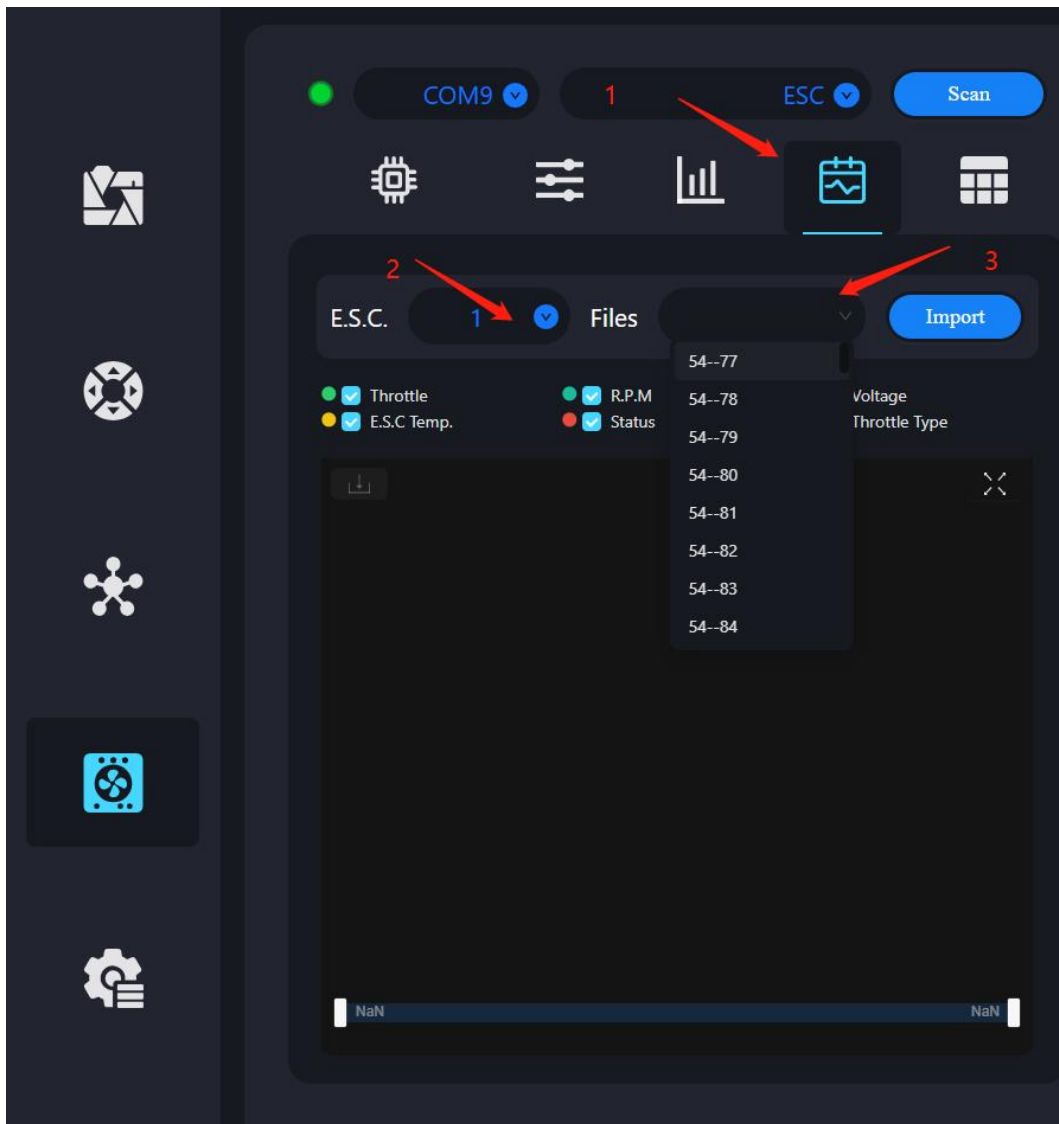 COM9 1 ESC Scan
2 3
E.S.C. 1 Files Import
54--77
Throttle R.P.M 54--78 Voltage
E.S.C Temp. Status Throttle Type
54--79
54--80
54--81
54--82
54--83
54--84
NaN NaN